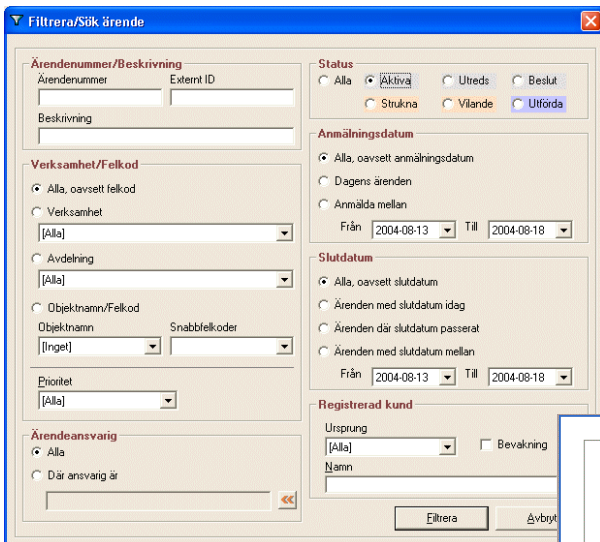 Filtrera/Sök ärende
Ärendenummer/Beskrivning
Ärendenummer Externt ID
Beskrivning
Verksamhet/Felkod
Alla, oavsett felkod
Verksamhet
[Alla]
Avdelning
[Alla]
Objektnamn/Felkod
Objektnamn Snabbfelkoder
[Inget]
Prioritet
[Alla]
Ärendeansvarig
Alla
Där ansvarig är
Status
Alla Aktiva Utreds Beslut
Strukna Vilande Utförda
Anmälningsdatum
Alla, oavsett anmälningsdatum
Dagens ärenden
Anmälda mellan
Från 2004-08-13 Till 2004-08-18
Slutdatum
Alla, oavsett slutdatum
Ärenden med slutdatum idag
Ärenden där slutdatum passerat
Ärenden med slutdatum mellan
Från 2004-08-13 Till 2004-08-18
Registrerad kund
Ursprung
[Alla] Bevakning
Namn
Filtrera Avbryt